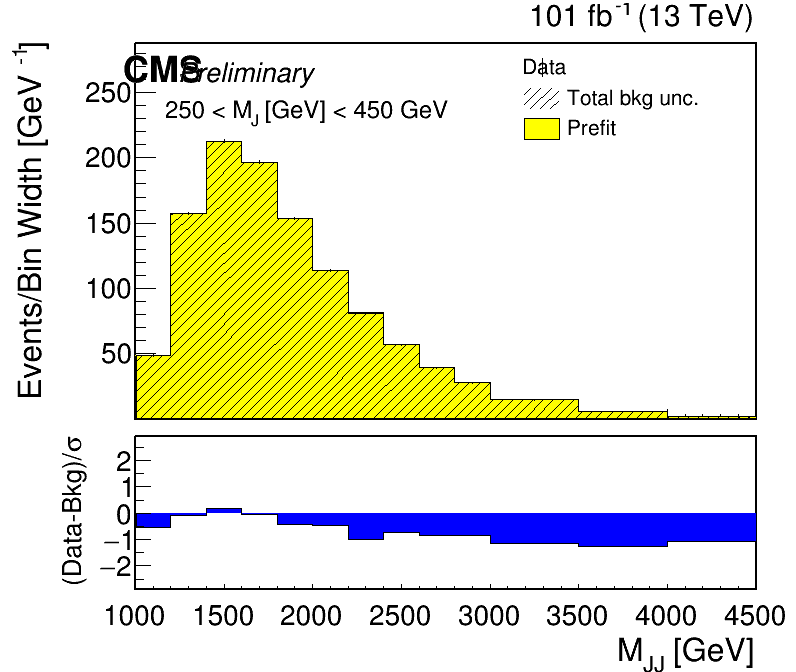 101 fb⁻¹ (13 TeV)
CMS Preliminary
250 < M_J [GeV] < 450 GeV
Data
Total bkg unc.
Prefit
Events/Bin Width [GeV⁻¹]
250
200
150
100
50
(Data-Bkg)/σ
2
1
0
−1
−2
1000 1500 2000 2500 3000 3500 4000 4500
M_JJ [GeV]